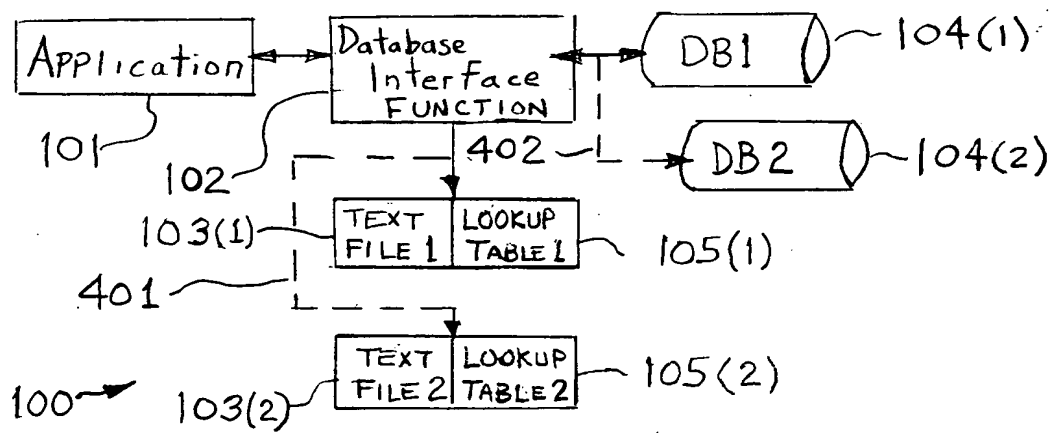 Application
Database
Interface
FUNCTION
DB1
104(1)
101
102
402
DB2
104(2)
103(1)
TEXT
FILE 1
LOOKUP
TABLE 1
105(1)
401
TEXT
FILE 2
LOOKUP
TABLE 2
105(2)
100
103(2)